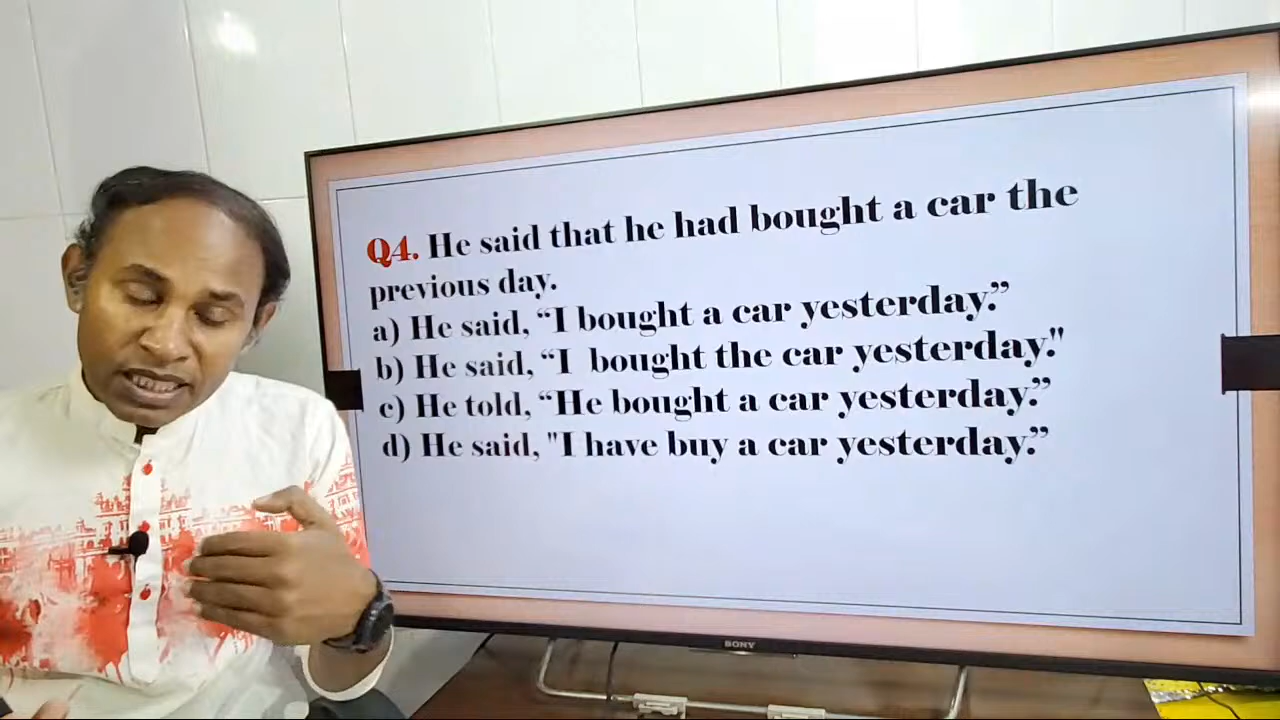 Q4. He said that he had bought a car the
previous day.
a) He said, “I bought a car yesterday.”
b) He said, “I bought the car yesterday."
c) He told, “He bought a car yesterday.”
d) He said, "I have buy a car yesterday.”
SONY